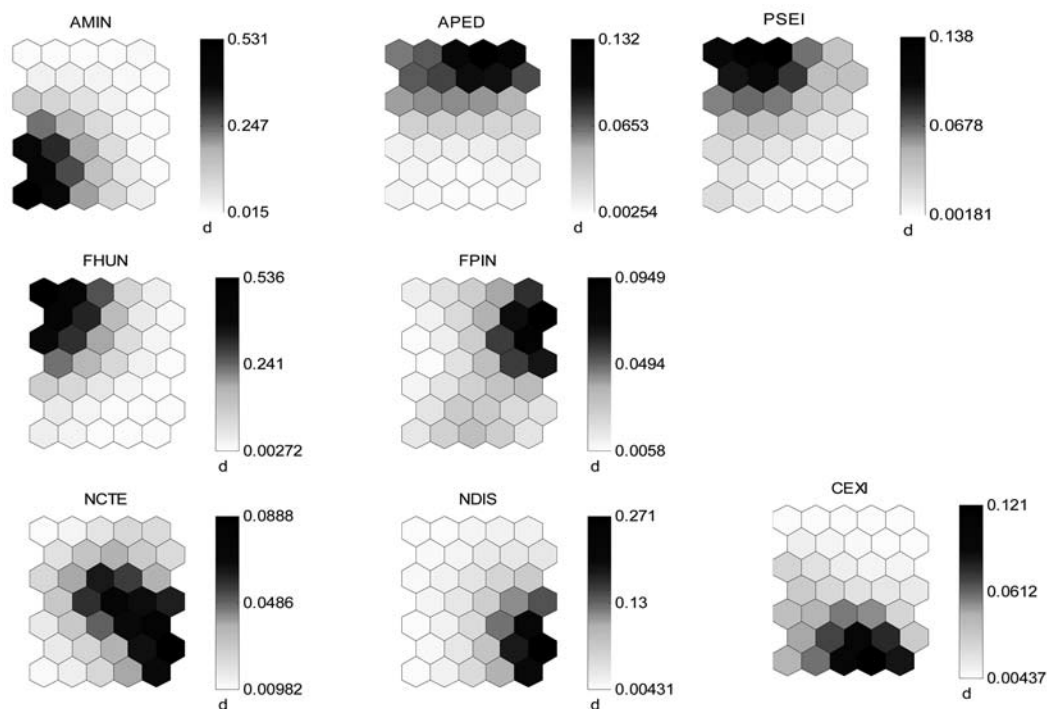 AMIN
0.531
0.247
0.015
d
APED
0.132
0.0653
0.00254
d
PSEI
0.138
0.0678
0.00181
d
FHUN
0.536
0.241
0.00272
d
FPIN
0.0949
0.0494
0.0058
d
NCTE
0.0888
0.0486
0.00982
d
NDIS
0.271
0.13
0.00431
d
CEXI
0.121
0.0612
0.00437
d